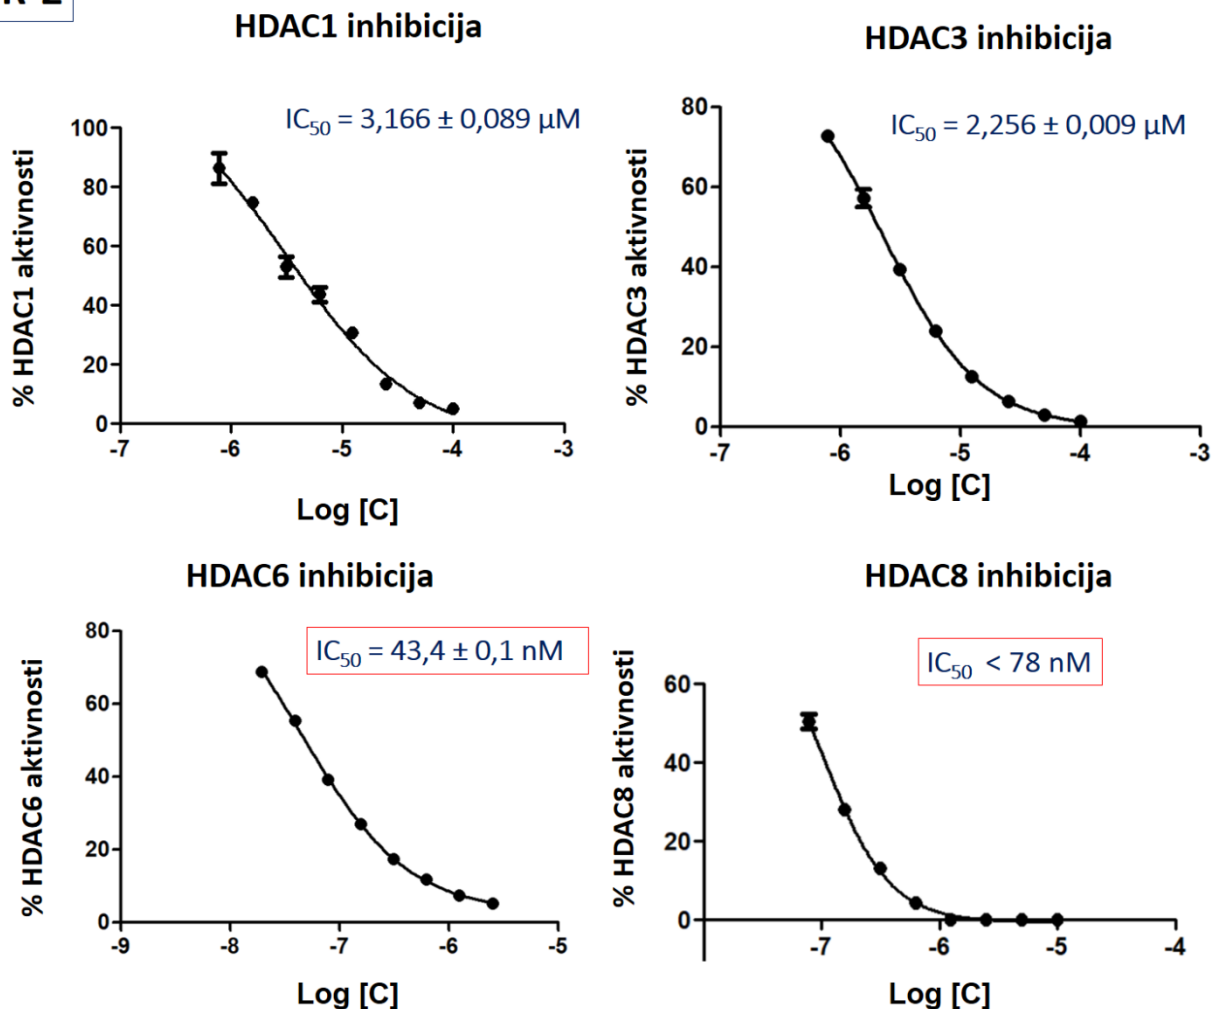 HDAC1 inhibicija
IC50 = 3,166 ± 0,089 µM
% HDAC1 aktivnosti
100
80
60
40
20
0
-7 -6 -5 -4 -3
Log [C]
HDAC3 inhibicija
IC50 = 2,256 ± 0,009 µM
% HDAC3 aktivnosti
80
60
40
20
0
-7 -6 -5 -4 -3
Log [C]
HDAC6 inhibicija
IC50 = 43,4 ± 0,1 nM
% HDAC6 aktivnosti
80
60
40
20
0
-9 -8 -7 -6 -5
Log [C]
HDAC8 inhibicija
IC50 < 78 nM
% HDAC8 aktivnosti
60
40
20
0
-7 -6 -5 -4
Log [C]